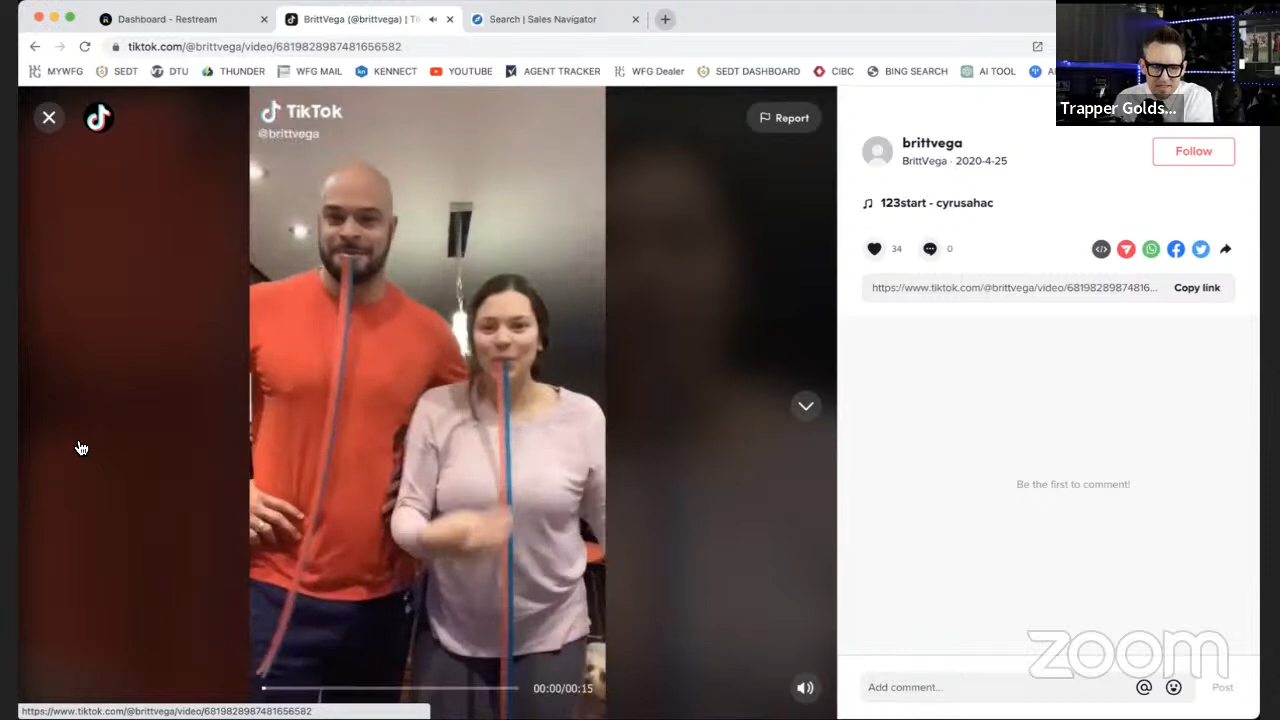 Dashboard - Restream
BrittVega (@brittvega) | Ti
Search | Sales Navigator
tiktok.com/@brittvega/video/6819828987481656582
MYWFG
SEDT
DTU
THUNDER
WFG MAIL
KENNECT
YOUTUBE
AGENT TRACKER
WFG Dealer
SEDT DASHBOARD
CIBC
BING SEARCH
AI TOOL
Trapper Golds...
TikTok
@brittvega
Report
brittvega
BrittVega · 2020-4-25
Follow
123start - cyrusahac
34
0
https://www.tiktok.com/@brittvega/video/68198289874816...
Copy link
Be the first to comment!
00:00/00:15
zoom
Add comment...
Post
https://www.tiktok.com/@brittvega/video/6819828987481656582